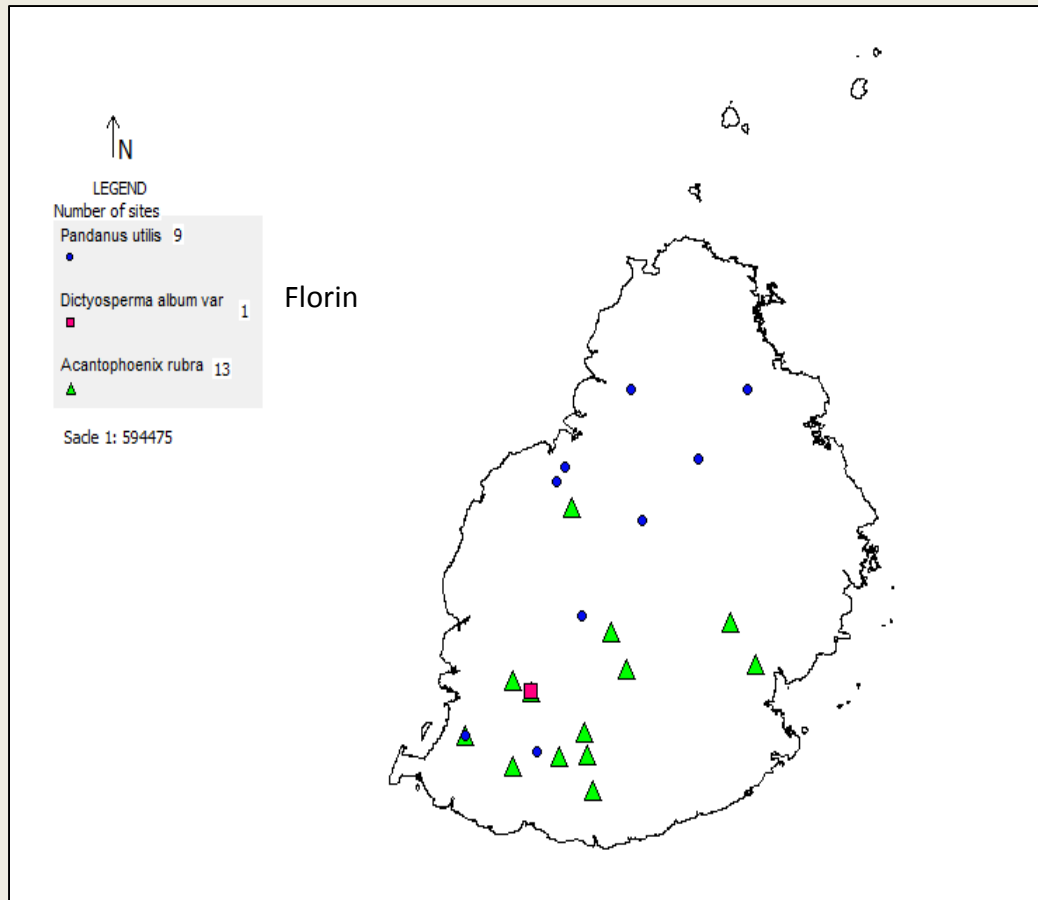 N
LEGEND
Number of sites
Pandanus utilis 9
Dictyosperma album var 1
Florin
Acantophoenix rubra 13
Sacle 1: 594475